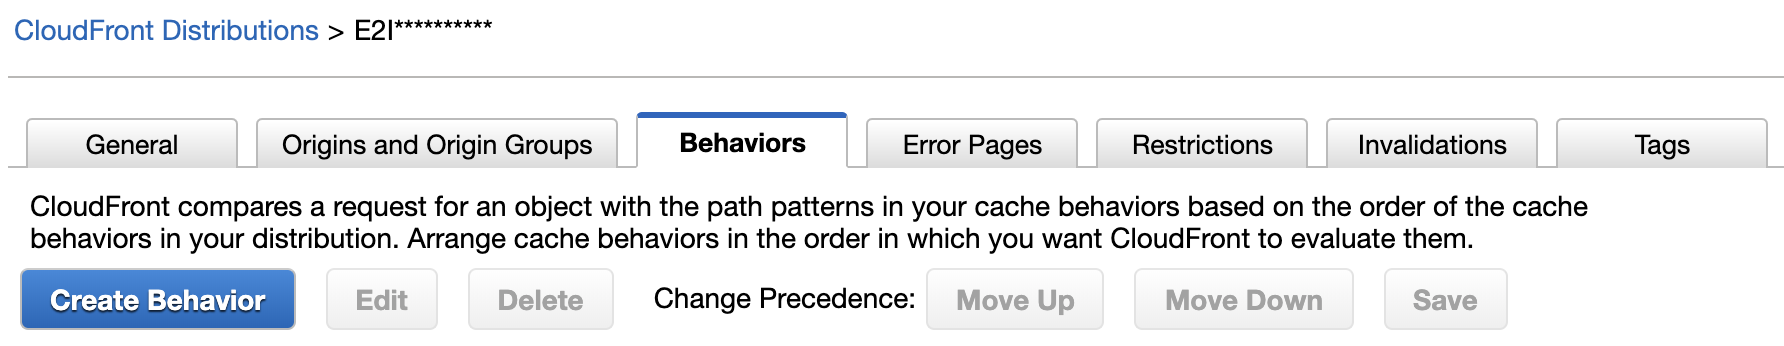 CloudFront Distributions > E2I**********
General Origins and Origin Groups Behaviors Error Pages Restrictions Invalidations Tags
CloudFront compares a request for an object with the path patterns in your cache behaviors based on the order of the cache
behaviors in your distribution. Arrange cache behaviors in the order in which you want CloudFront to evaluate them.
Create Behavior Edit Delete Change Precedence: Move Up Move Down Save